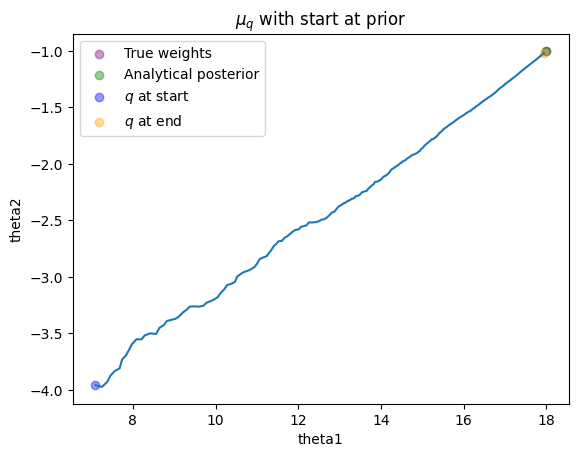 μq with start at prior
True weights
Analytical posterior
q at start
q at end
−1.0
−1.5
−2.0
−2.5
−3.0
−3.5
−4.0
theta2
8 10 12 14 16 18
theta1